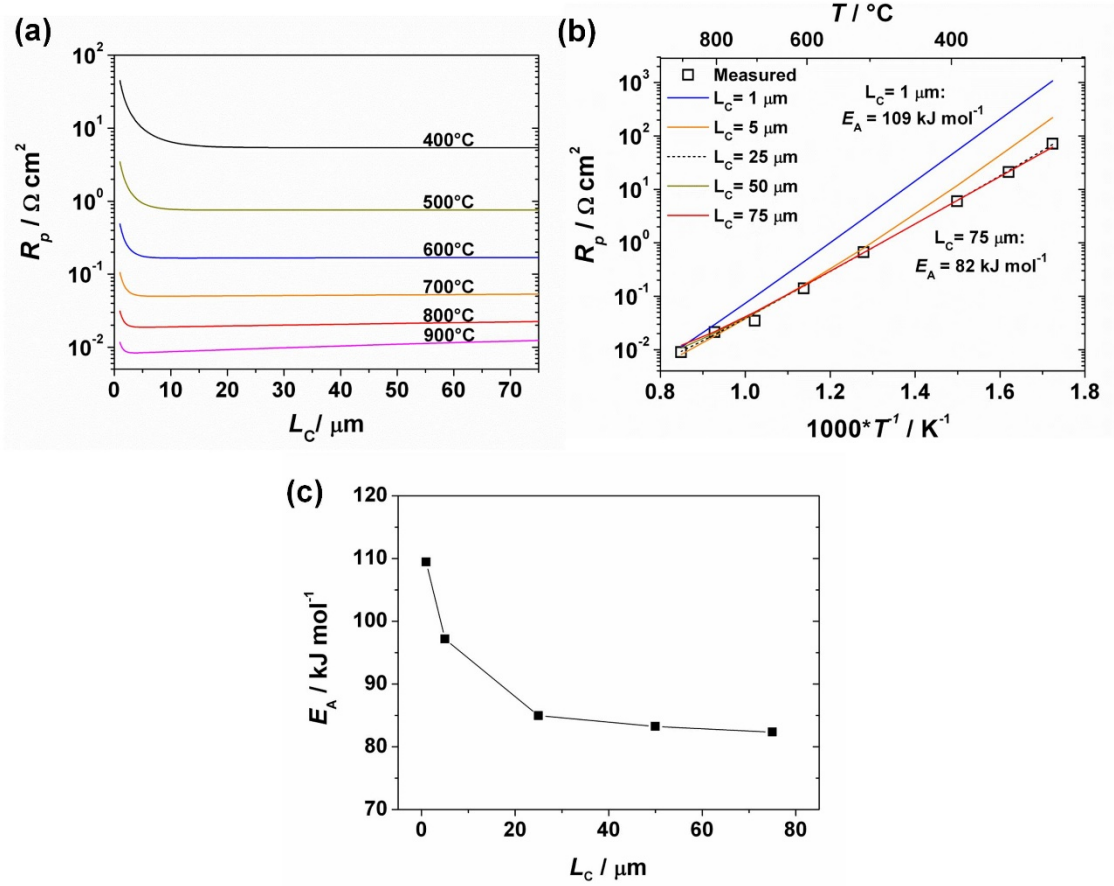 (a)
10²
10¹
10⁰
10⁻¹
10⁻²
R_p / Ω cm²
400°C
500°C
600°C
700°C
800°C
900°C
0 10 20 30 40 50 60 70
L_C/ μm
(b)
T / °C
800 600 400
10³
10²
10¹
10⁰
10⁻¹
10⁻²
R_p / Ω cm²
Measured
L_C= 1 μm
L_C= 5 μm
L_C= 25 μm
L_C= 50 μm
L_C= 75 μm
L_C= 1 μm:
E_A = 109 kJ mol⁻¹
L_C= 75 μm:
E_A = 82 kJ mol⁻¹
0.8 1.0 1.2 1.4 1.6 1.8
1000*T⁻¹ / K⁻¹
(c)
120
110
100
90
80
70
E_A / kJ mol⁻¹
0 20 40 60 80
L_C / μm